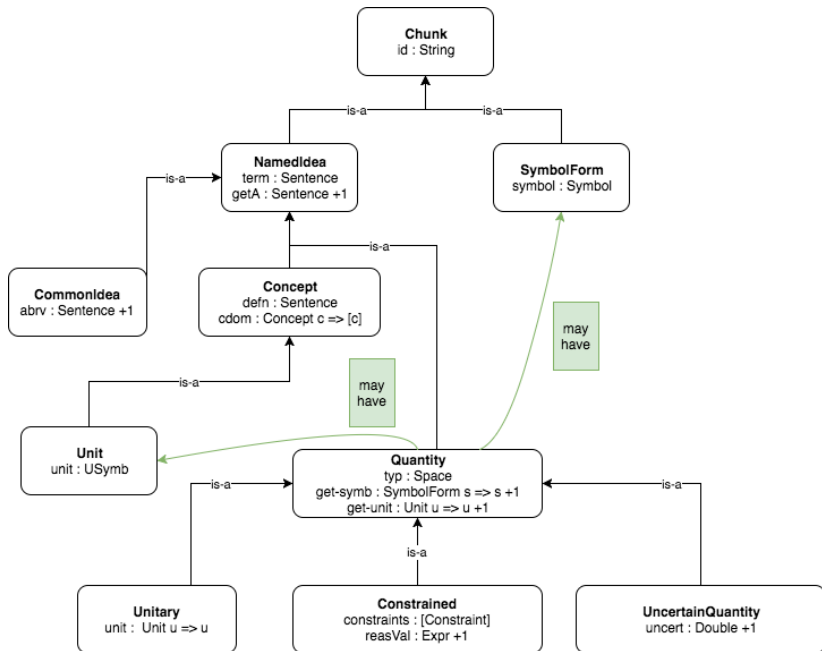 Chunk
id : String
is-a
is-a
NamedIdea
term : Sentence
getA : Sentence +1
SymbolForm
symbol : Symbol
is-a
is-a
CommonIdea
abrv : Sentence +1
Concept
defn : Sentence
cdom : Concept c => [c]
may
have
is-a
may
have
Unit
unit : USymb
Quantity
typ : Space
get-symb : SymbolForm s => s +1
get-unit : Unit u => u +1
is-a
is-a
is-a
Unitary
unit :  Unit u => u
Constrained
constraints : [Constraint]
reasVal : Expr +1
UncertainQuantity
uncert : Double +1